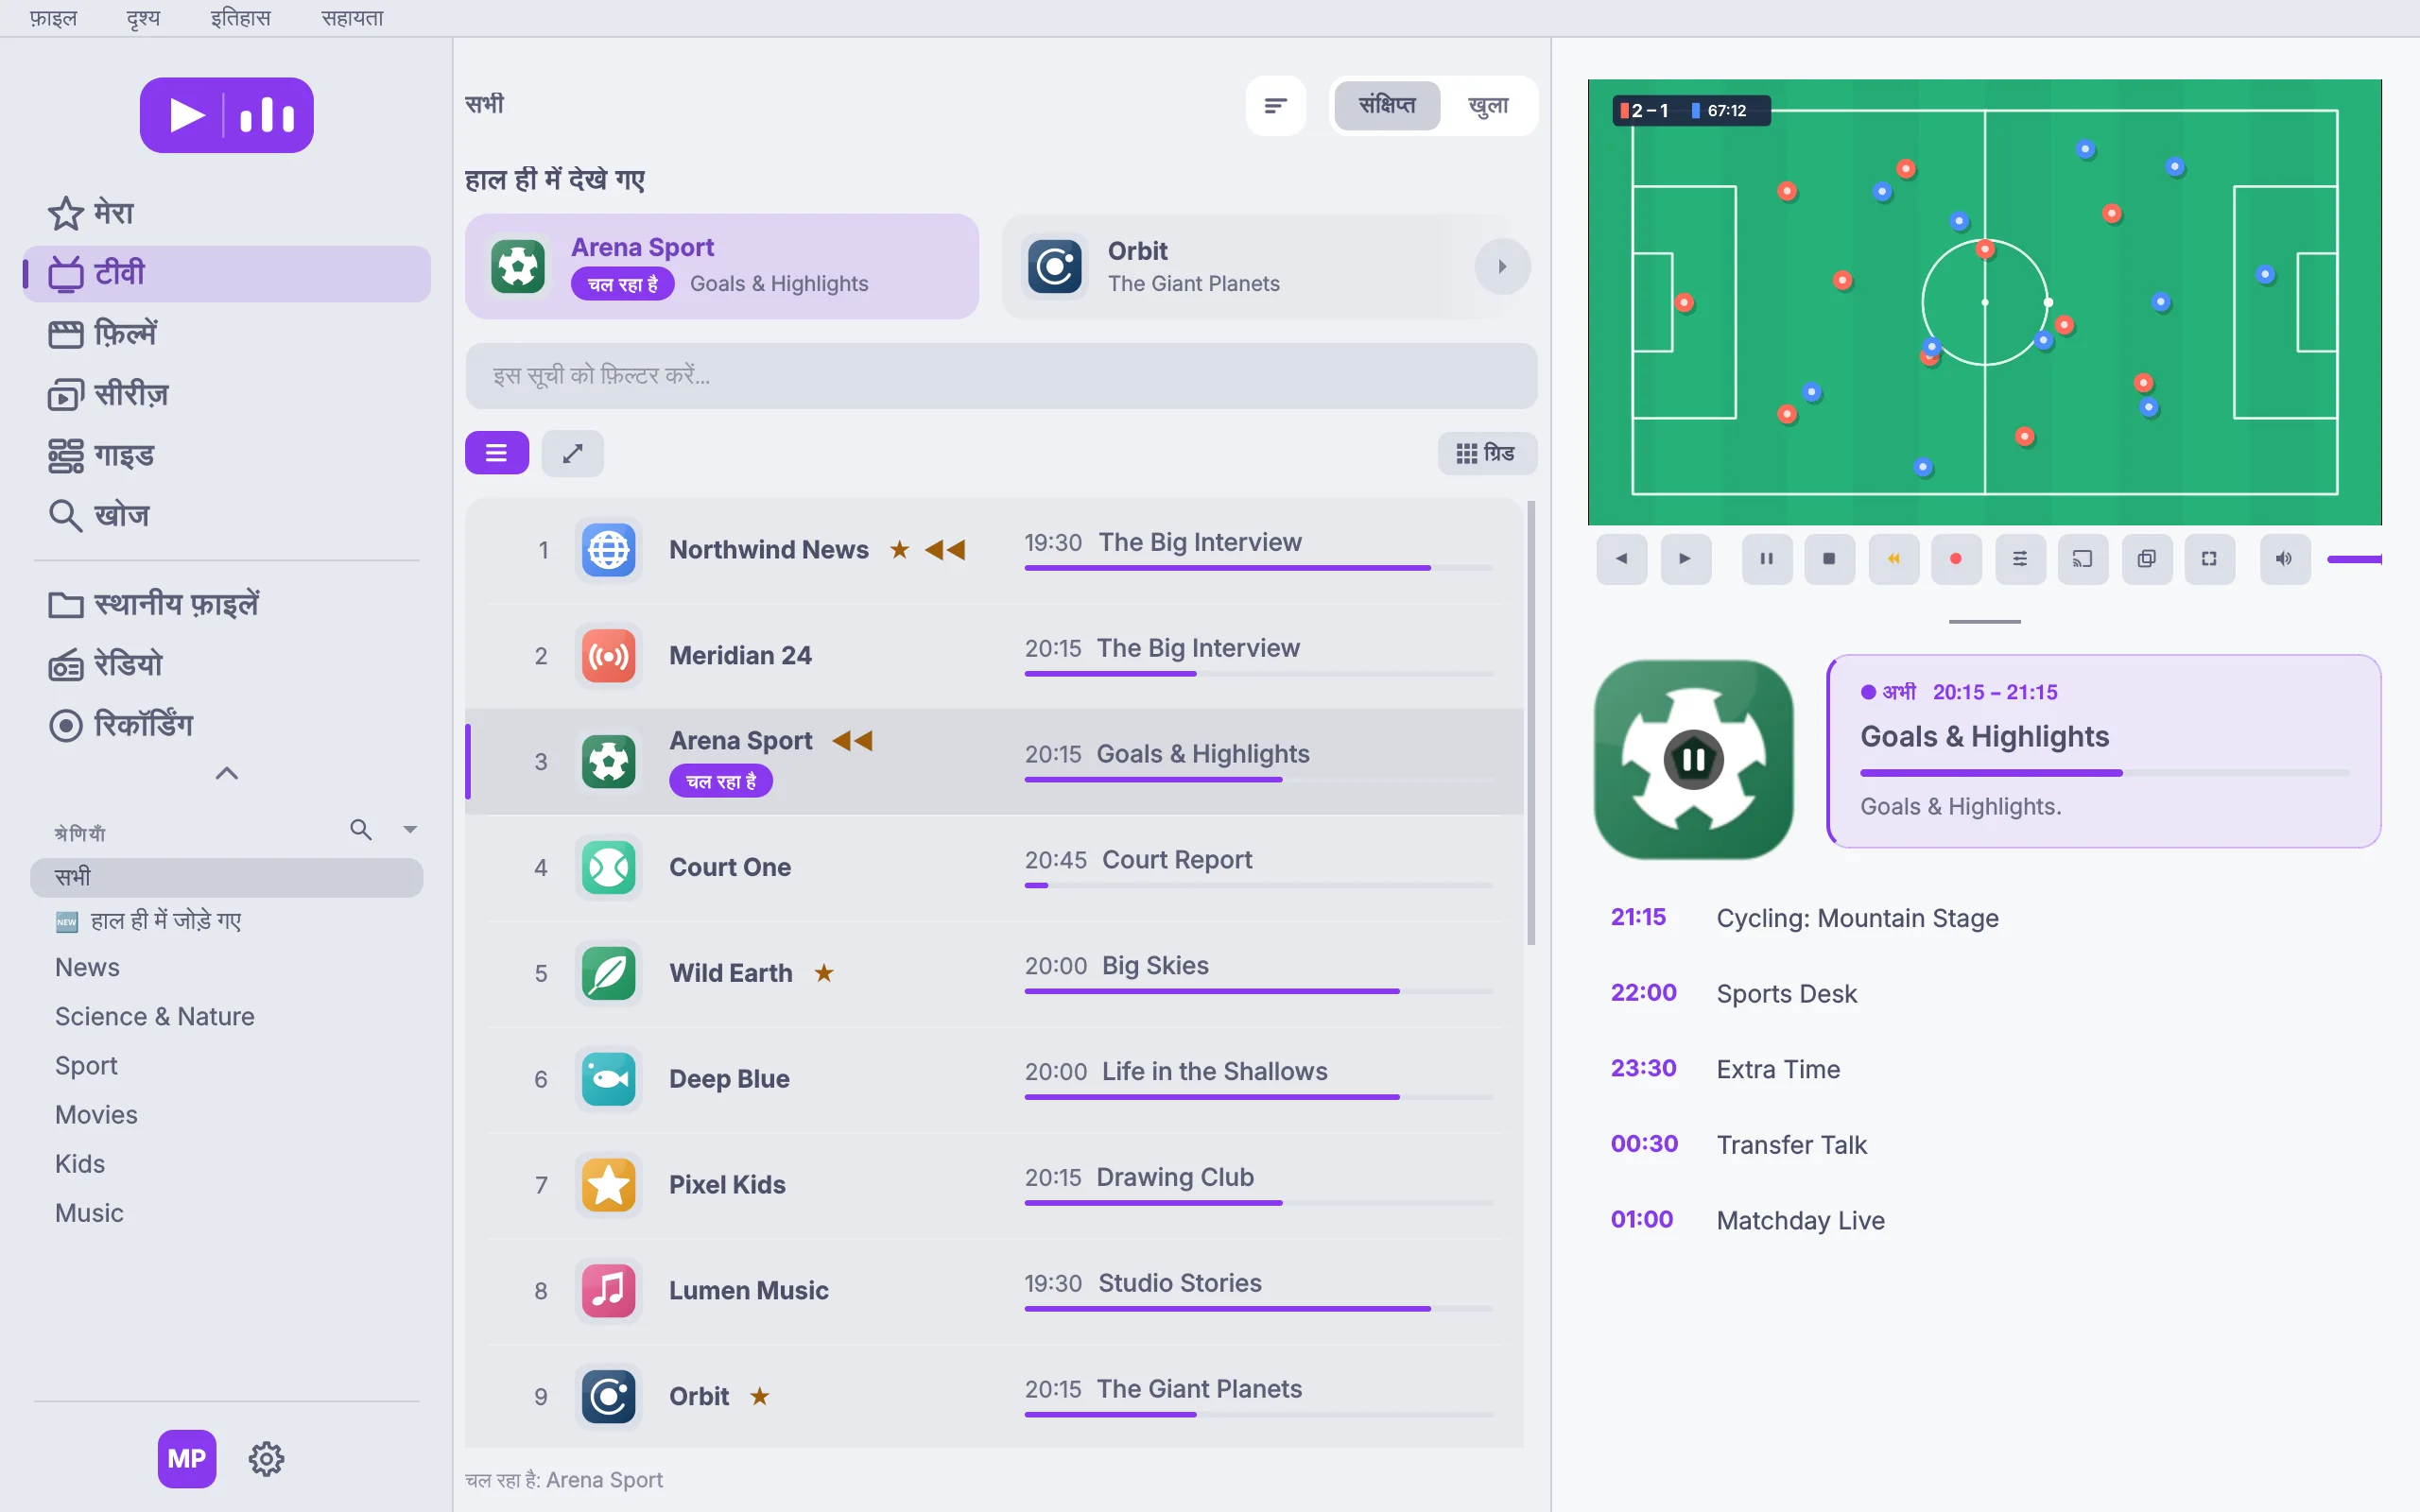 फ़ाइल दृश्य इतिहास सहायता
मेरा
टीवी
फ़िल्में
सीरीज़
गाइड
खोज
स्थानीय फ़ाइलें
रेडियो
रिकॉर्डिंग
श्रेणियाँ
सभी
NEW हाल ही में जोड़े गए
News
Science & Nature
Sport
Movies
Kids
Music
MP
सभी
संक्षिप्त खुला
हाल ही में देखे गए
Arena Sport
चल रहा है Goals & Highlights
Orbit
The Giant Planets
इस सूची को फ़िल्टर करें...
ग्रिड
1 Northwind News 19:30 The Big Interview
2 Meridian 24 20:15 The Big Interview
3 Arena Sport 20:15 Goals & Highlights
चल रहा है
4 Court One 20:45 Court Report
5 Wild Earth 20:00 Big Skies
6 Deep Blue 20:00 Life in the Shallows
7 Pixel Kids 20:15 Drawing Club
8 Lumen Music 19:30 Studio Stories
9 Orbit 20:15 The Giant Planets
चल रहा है: Arena Sport
2 – 1 67:12
अभी 20:15 – 21:15
Goals & Highlights
Goals & Highlights.
21:15 Cycling: Mountain Stage
22:00 Sports Desk
23:30 Extra Time
00:30 Transfer Talk
01:00 Matchday Live